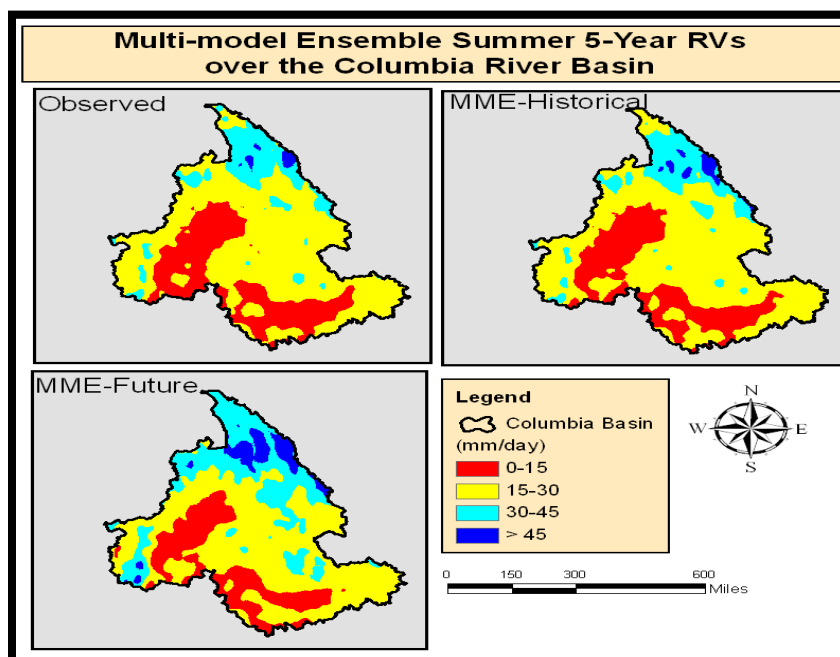 Multi-model Ensemble Summer 5-Year RVs
over the Columbia River Basin
Observed
MME-Historical
MME-Future
Legend
Columbia Basin
(mm/day)
0-15
15-30
30-45
> 45
N
W E
S
0 150 300 600
Miles